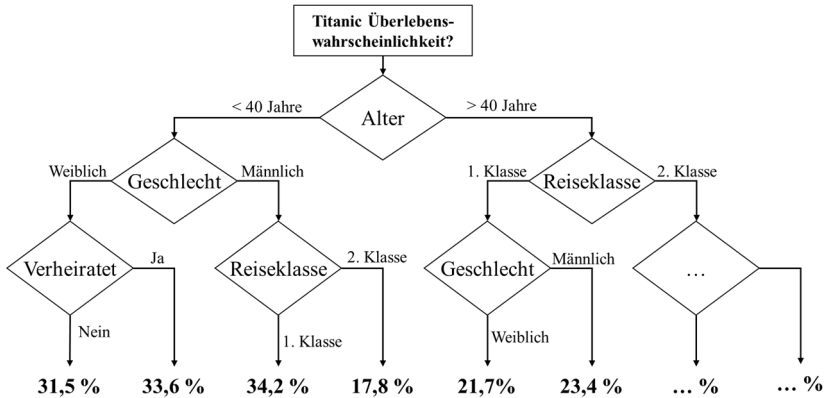 Titanic Überlebens-
wahrscheinlichkeit?
< 40 Jahre
Alter
> 40 Jahre
Weiblich
Geschlecht
Männlich
1. Klasse
Reiseklasse
2. Klasse
Verheiratet
Ja
Reiseklasse
2. Klasse
Geschlecht
Männlich
…
Nein
1. Klasse
Weiblich
31,5 %
33,6 %
34,2 %
17,8 %
21,7%
23,4 %
… %
… %